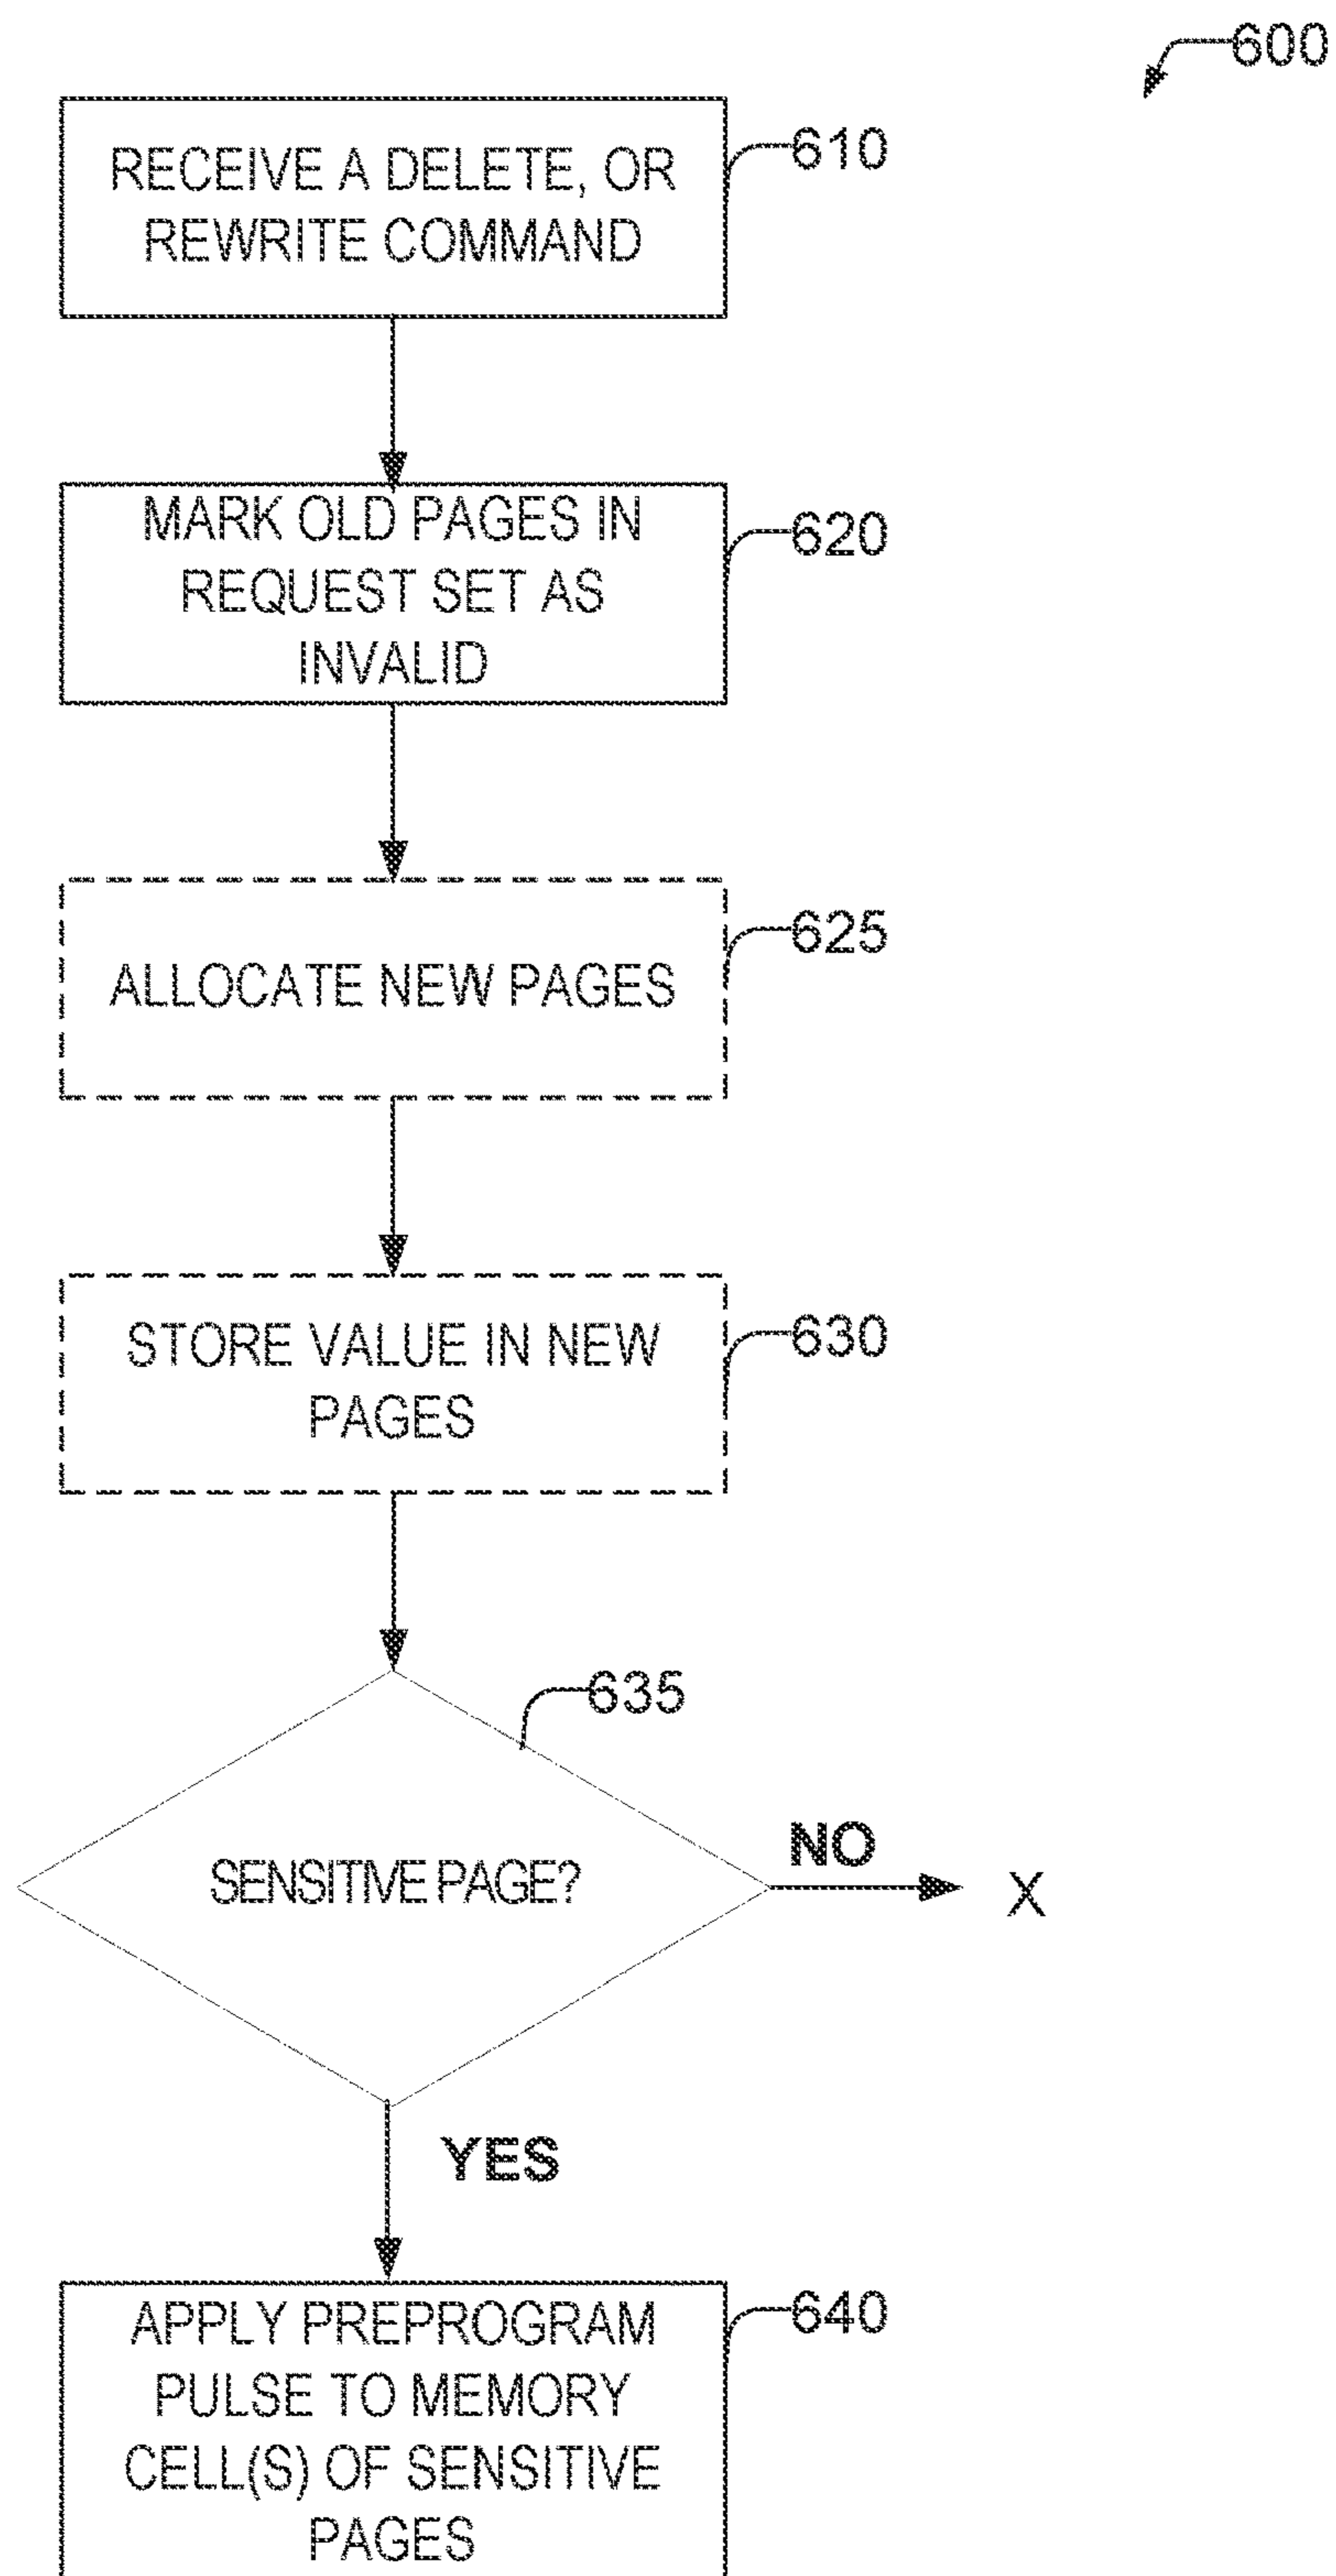 600
RECEIVE A DELETE, OR
REWRITE COMMAND
610
MARK OLD PAGES IN
REQUEST SET AS
INVALID
620
ALLOCATE NEW PAGES
625
STORE VALUE IN NEW
PAGES
630
635
SENSITIVE PAGE?
NO
X
YES
APPLY PREPROGRAM
PULSE TO MEMORY
CELL(S) OF SENSITIVE
PAGES
640